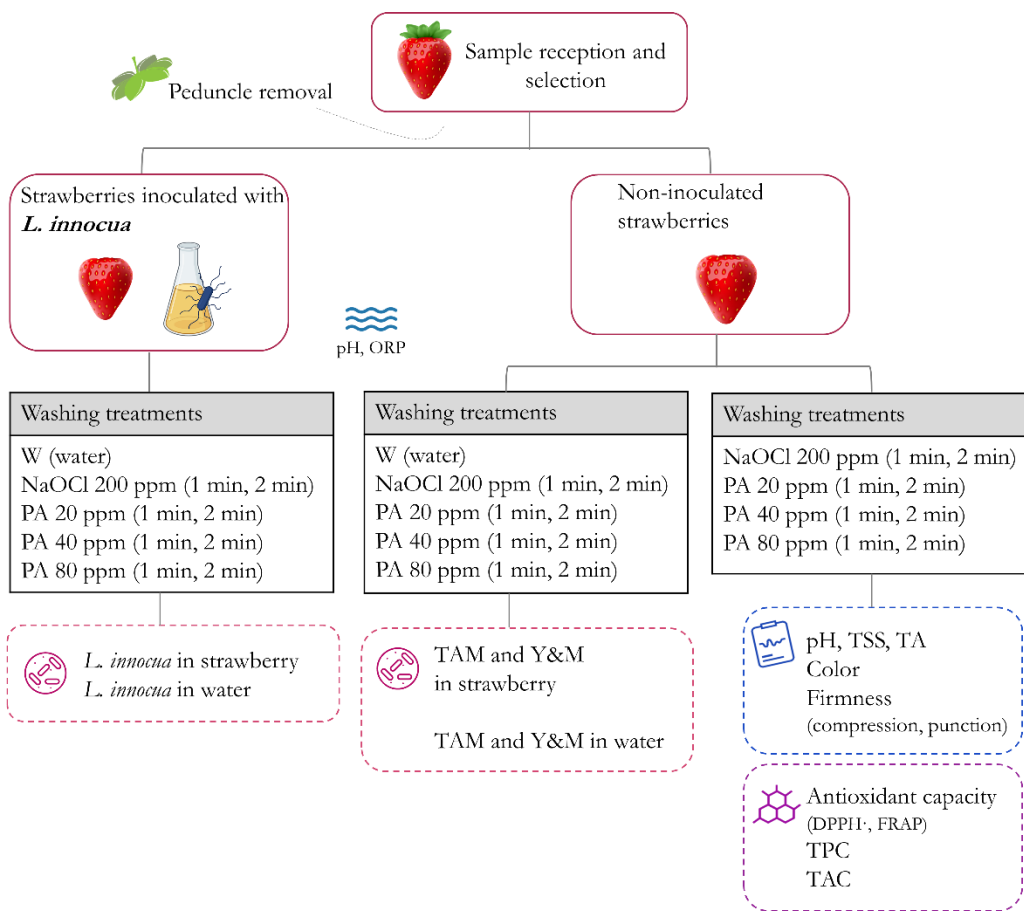 Sample reception and
selection
Peduncle removal
Strawberries inoculated with
L. innocua
Non-inoculated
strawberries
pH, ORP
Washing treatments
W (water)
NaOCl 200 ppm (1 min, 2 min)
PA 20 ppm (1 min, 2 min)
PA 40 ppm (1 min, 2 min)
PA 80 ppm (1 min, 2 min)
Washing treatments
W (water)
NaOCl 200 ppm (1 min, 2 min)
PA 20 ppm (1 min, 2 min)
PA 40 ppm (1 min, 2 min)
PA 80 ppm (1 min, 2 min)
Washing treatments
NaOCl 200 ppm (1 min, 2 min)
PA 20 ppm (1 min, 2 min)
PA 40 ppm (1 min, 2 min)
PA 80 ppm (1 min, 2 min)
L. innocua in strawberry
L. innocua in water
TAM and Y&M
in strawberry
TAM and Y&M in water
pH, TSS, TA
Color
Firmness
(compression, punction)
Antioxidant capacity
(DPPH·, FRAP)
TPC
TAC